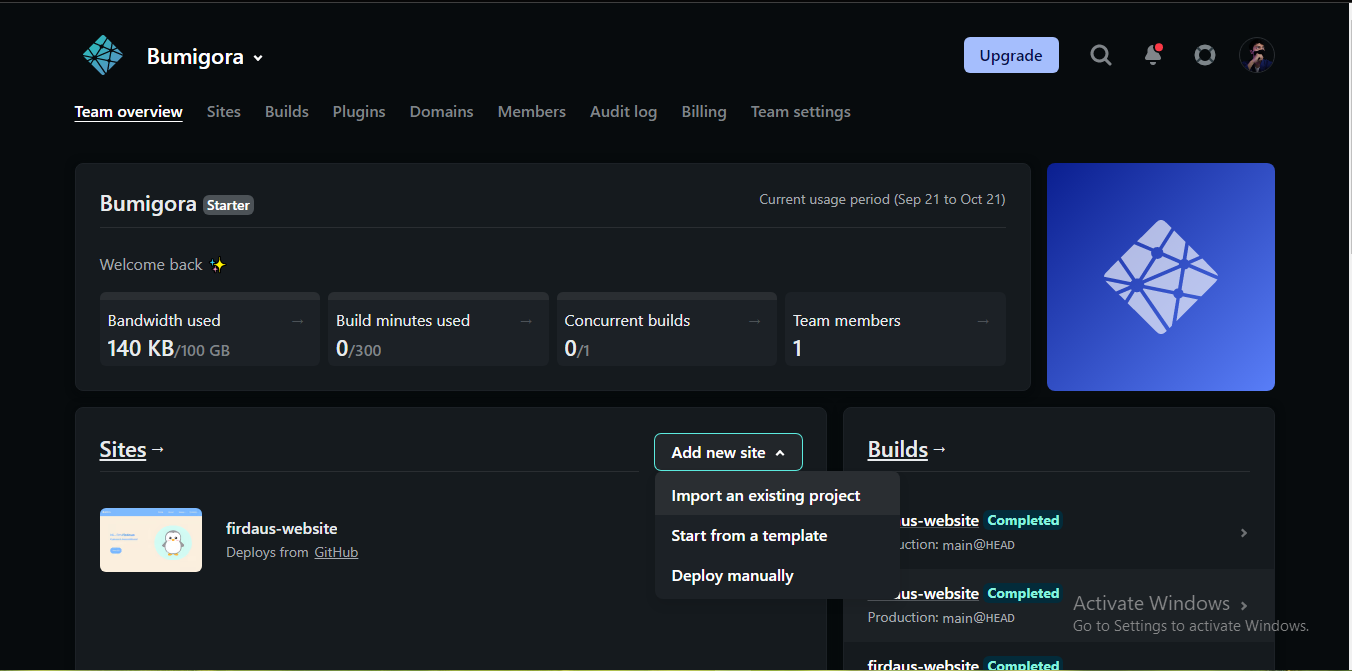 Bumigora
Upgrade
Team overview Sites Builds Plugins Domains Members Audit log Billing Team settings
Bumigora Starter
Current usage period (Sep 21 to Oct 21)
Welcome back ✨
Bandwidth used →
140 KB/100 GB
Build minutes used →
0/300
Concurrent builds →
0/1
Team members →
1
Sites →
Add new site
Import an existing project
Start from a template
Deploy manually
firdaus-website
Deploys from GitHub
Builds →
aus-website Completed
uction: main@HEAD
aus-website Completed
Production: main@HEAD
firdaus-website Completed
Activate Windows
Go to Settings to activate Windows.